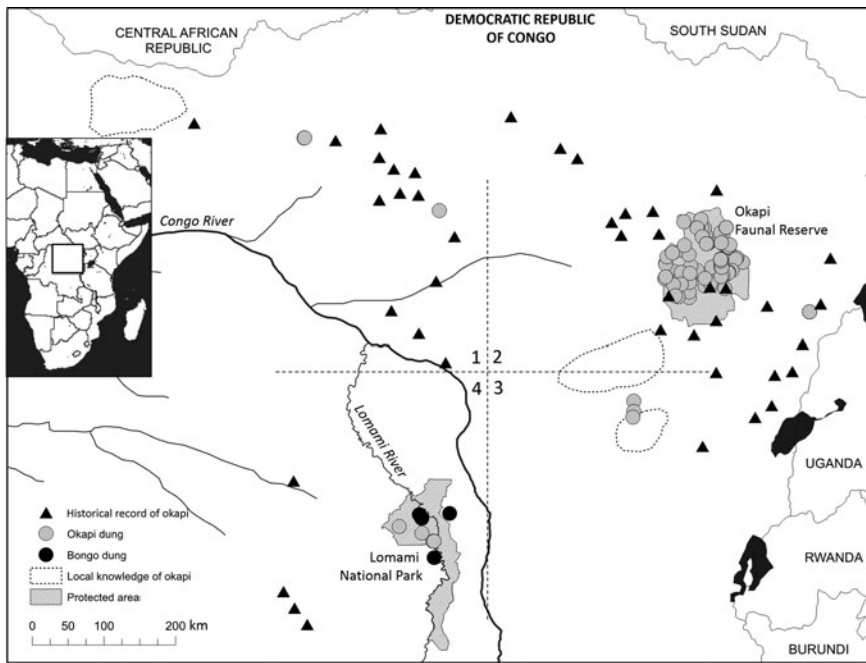 CENTRAL AFRICAN
REPUBLIC
DEMOCRATIC REPUBLIC
OF CONGO
SOUTH SUDAN
Congo River
Okapi
Faunal Reserve
1 2
4 3
Lomami River
UGANDA
Historical record of okapi
Okapi dung
Bongo dung
Local knowledge of okapi
Protected areas
Lomami
National Park
RWANDA
0 50 100 200 km
BURUNDI